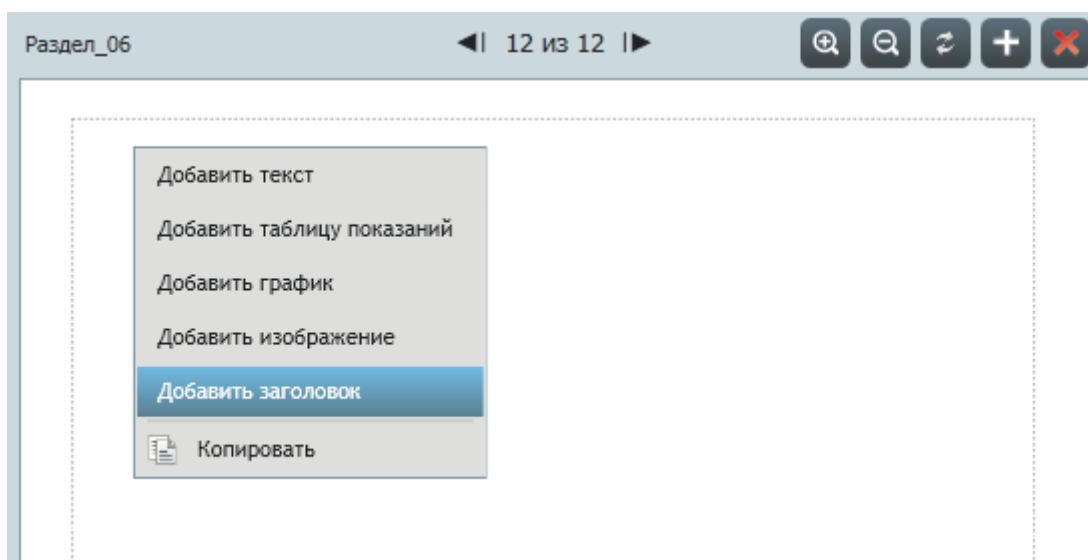 Раздел_06
12 из 12
Добавить текст
Добавить таблицу показаний
Добавить график
Добавить изображение
Добавить заголовок
Копировать